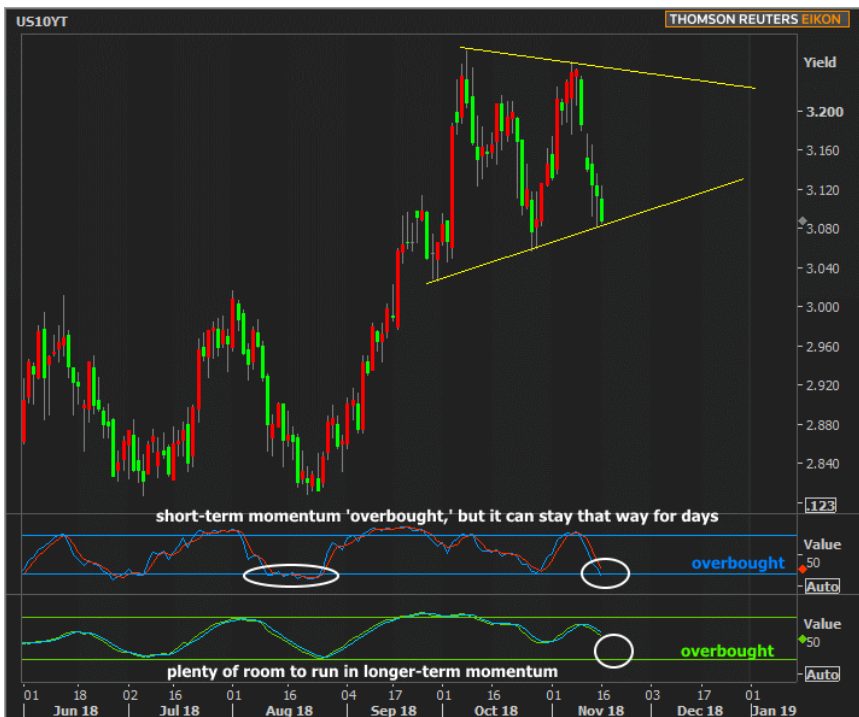 US10YT
THOMSON REUTERS EIKON
Yield
3.200
3.160
3.120
3.080
3.040
3.000
2.960
2.920
2.880
2.840
.123
short-term momentum 'overbought,' but it can stay that way for days
Value
overbought
50
Auto
Value
50
overbought
plenty of room to run in longer-term momentum
Auto
01 18 02 16 01 16 04 17 01 16 01 16 03 17 01
Jun 18 Jul 18 Aug 18 Sep 18 Oct 18 Nov 18 Dec 18 Jan 19